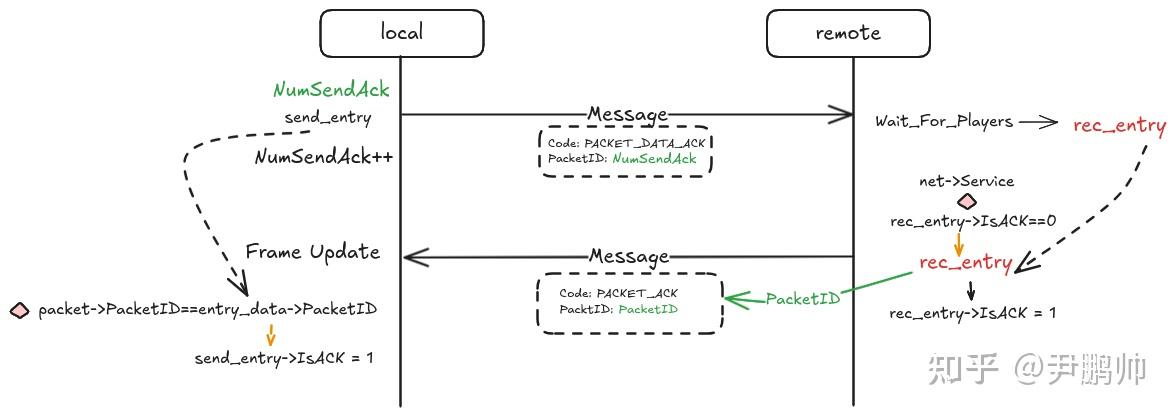 local
remote
NumSendAck
send_entry
NumSendAck++
Message
Code: PACKET_DATA_ACK
PacketID: NumSendAck
Wait_For_Players
rec_entry
net->Service
rec_entry->IsACK==0
rec_entry
rec_entry->IsACK = 1
Message
Code: PACKET_ACK
PacktID: PacketID
PacketID
Frame Update
packet->PacketID==entry_data->PacketID
send_entry->IsACK = 1
知乎 @尹鹏帅